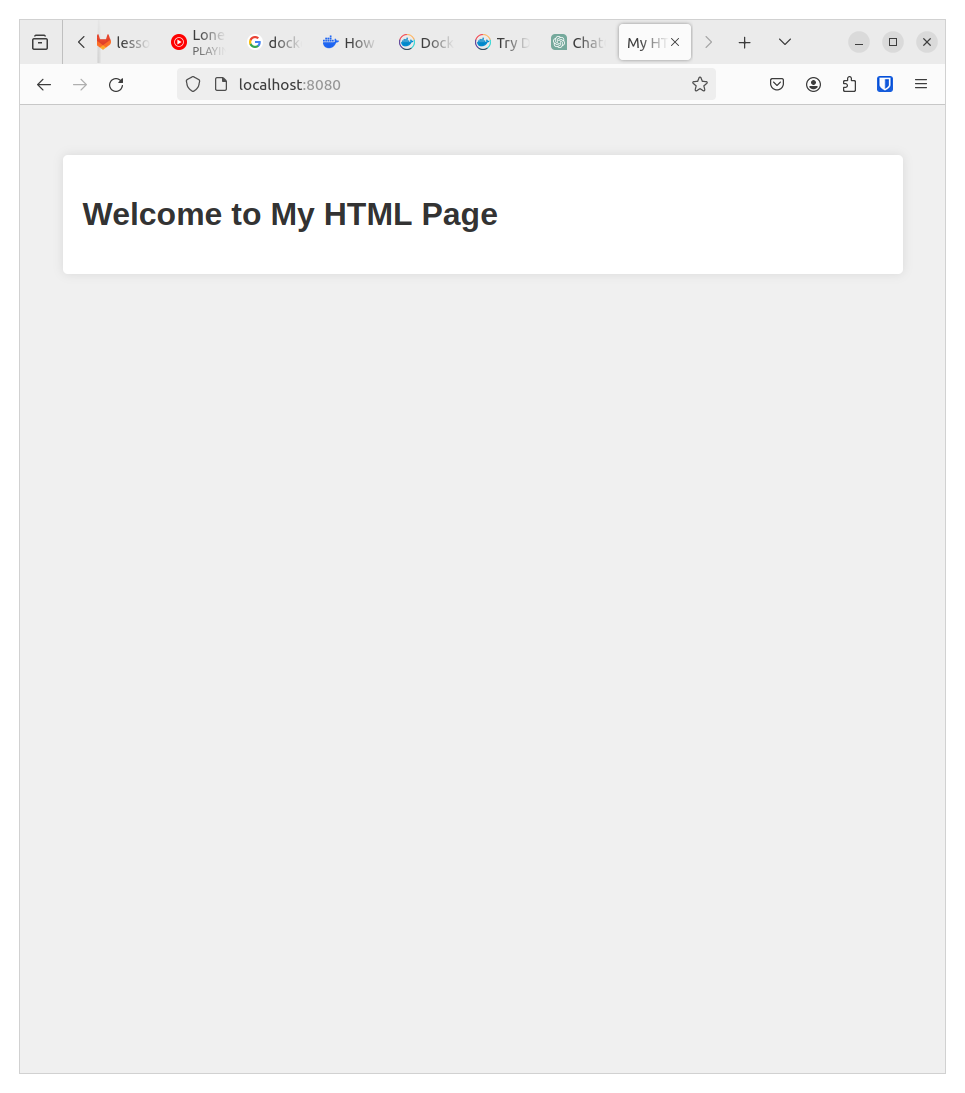 lesso
Lone
PLAYI
dock
How
Dock
Try D
Chat
My HT
localhost:8080
Welcome to My HTML Page